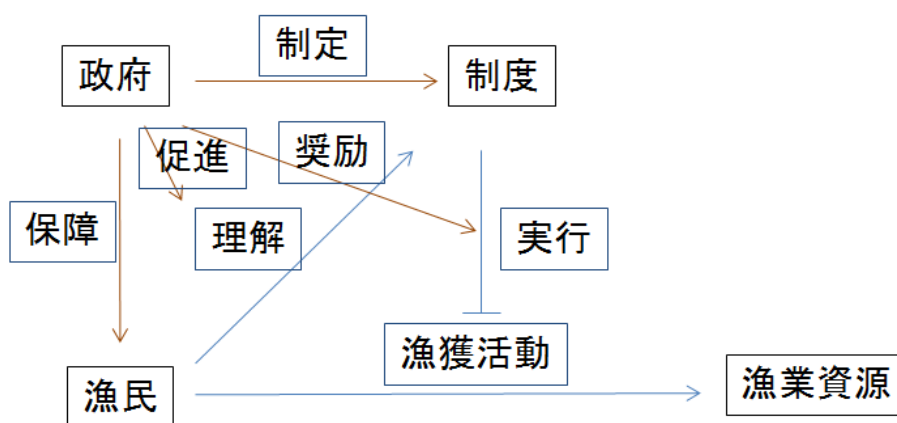 制定
政府
制度
促進
奨励
保障
理解
実行
漁獲活動
漁民
漁業資源